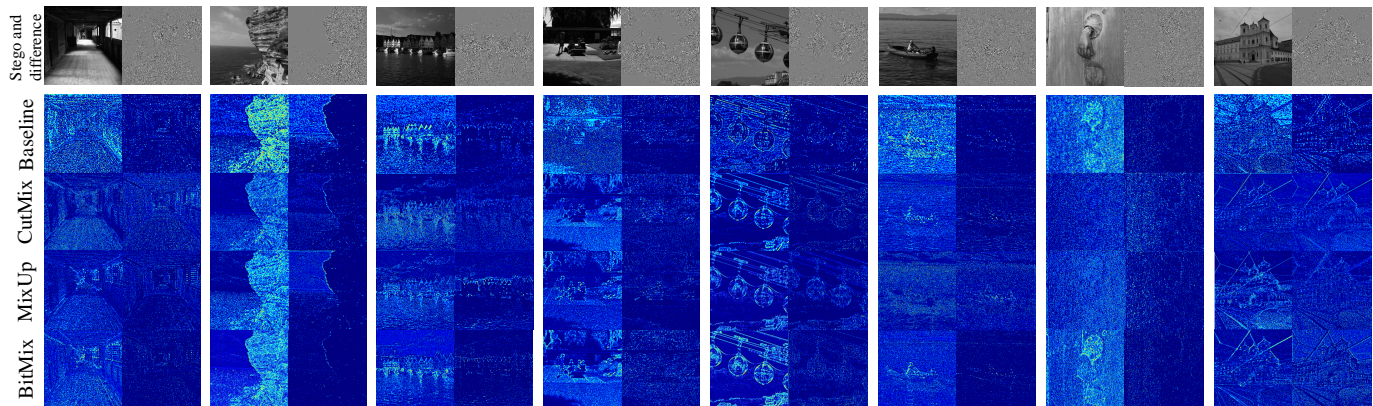 Stego and
difference
Baseline
CutMix
MixUp
BitMix